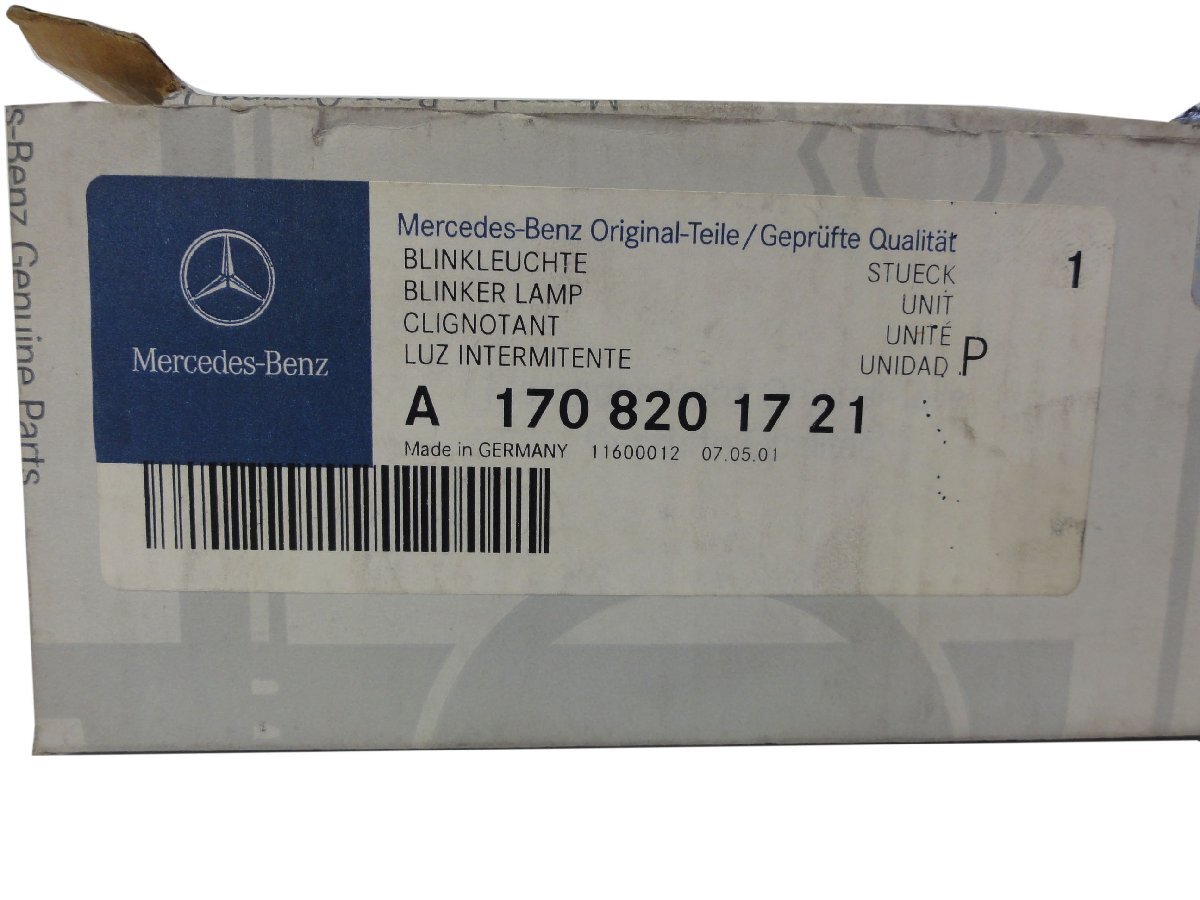 Mercedes-Benz
Mercedes-Benz Original-Teile/Geprüfte Qualität
BLINKLEUCHTE STUECK 1
BLINKER LAMP UNIT
CLIGNOTANT UNITÉ
LUZ INTERMITENTE UNIDAD P
A 170 820 17 21
Made in GERMANY 11600012 07.05.01
s-Benz Genuine Parts